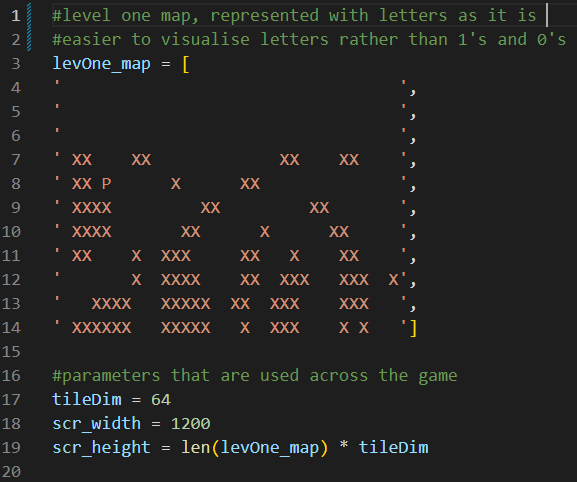 1 #level one map, represented with letters as it is
2 #easier to visualise letters rather than 1's and 0's
3 levOne_map = [
4 '                                  ',
5 '                                  ',
6 '                                  ',
7 ' XX    XX             XX    XX    ',
8 ' XX P      X      XX              ',
9 ' XXXX         XX         XX       ',
10 ' XXXX       XX      X      XX     ',
11 ' XX    X  XXX     XX   X    XX    ',
12 '       X  XXXX    XX  XXX   XXX  X',
13 '   XXXX   XXXXX  XX  XXX    XXX   ',
14 ' XXXXXX   XXXXX   X  XXX    X X   ']
15
16 #parameters that are used across the game
17 tileDim = 64
18 scr_width = 1200
19 scr_height = len(levOne_map) * tileDim
20